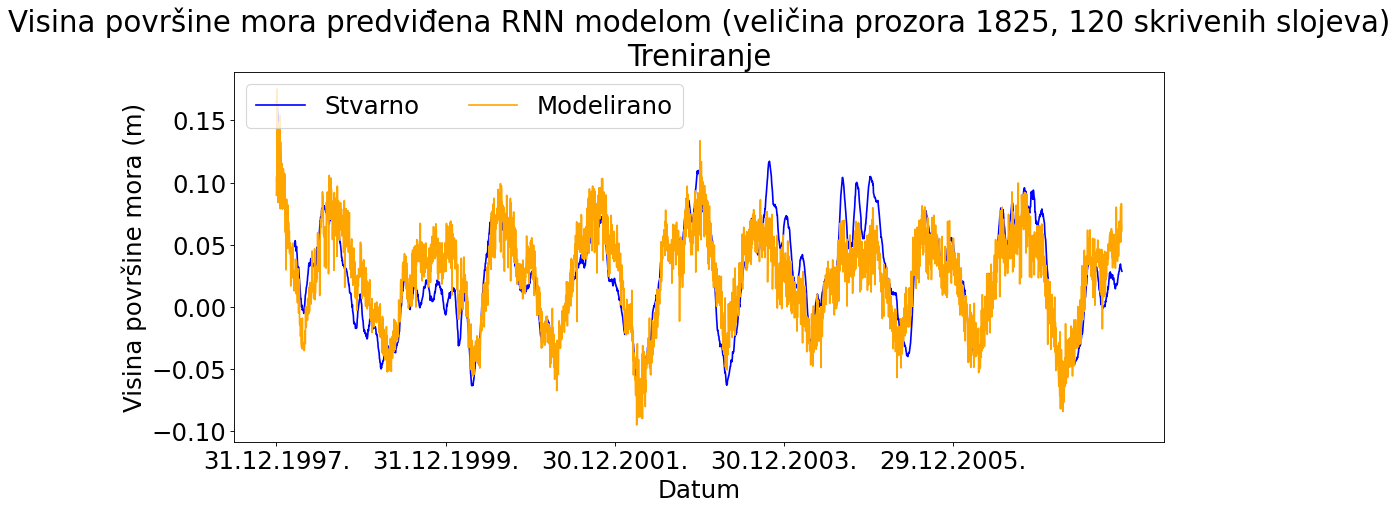 Visina površine mora predviđena RNN modelom (veličina prozora 1825, 120 skrivenih slojeva)
Treniranje
Stvarno Modelirano
Visina površine mora (m)
0.15
0.10
0.05
0.00
−0.05
−0.10
31.12.1997. 31.12.1999. 30.12.2001. 30.12.2003. 29.12.2005.
Datum